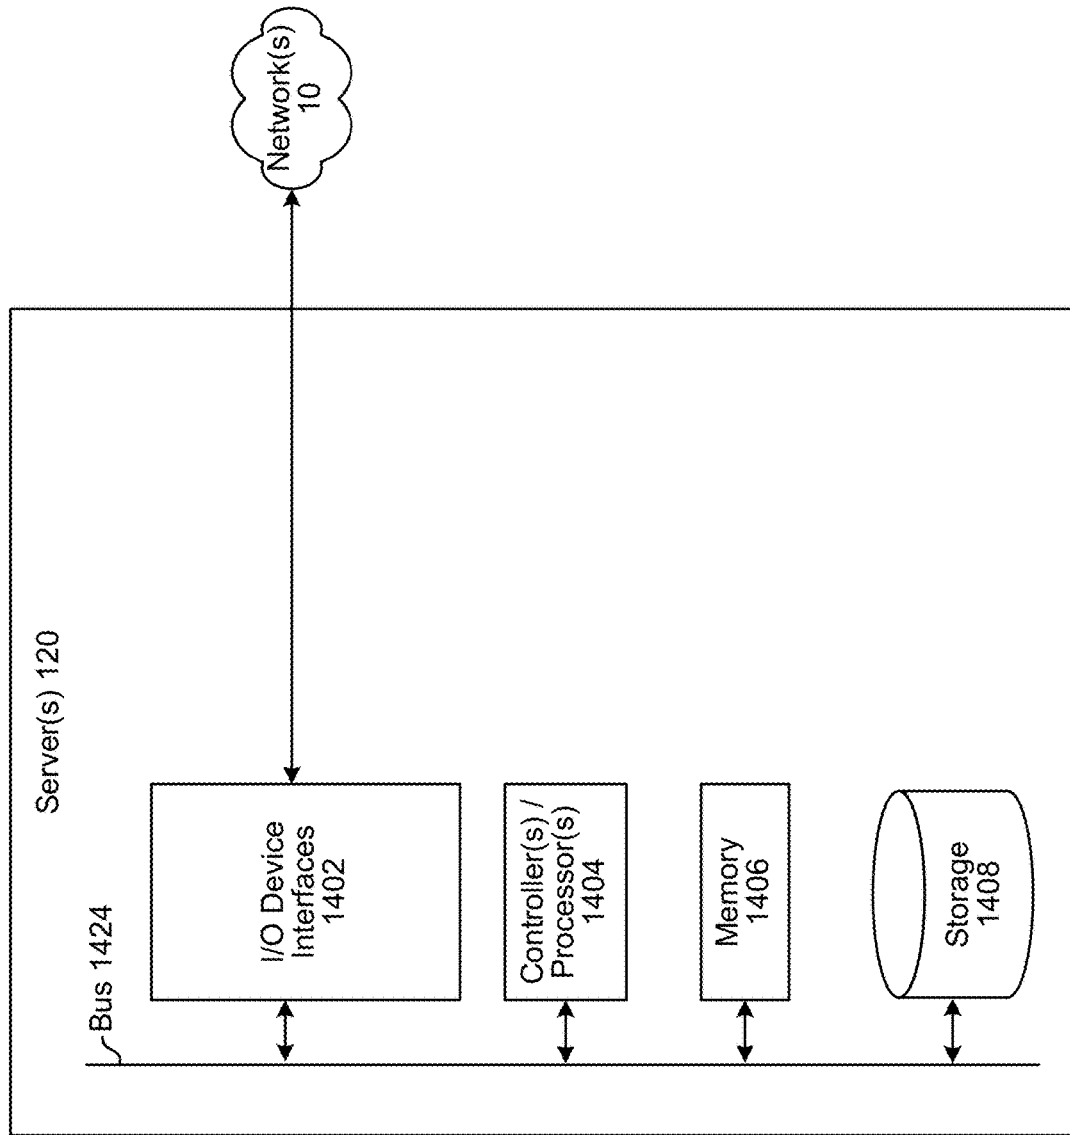 Server(s) 120
Bus 1424
I/O Device
Interfaces
1402
Network(s)
10
Controller(s) /
Processor(s)
1404
Memory
1406
Storage
1408